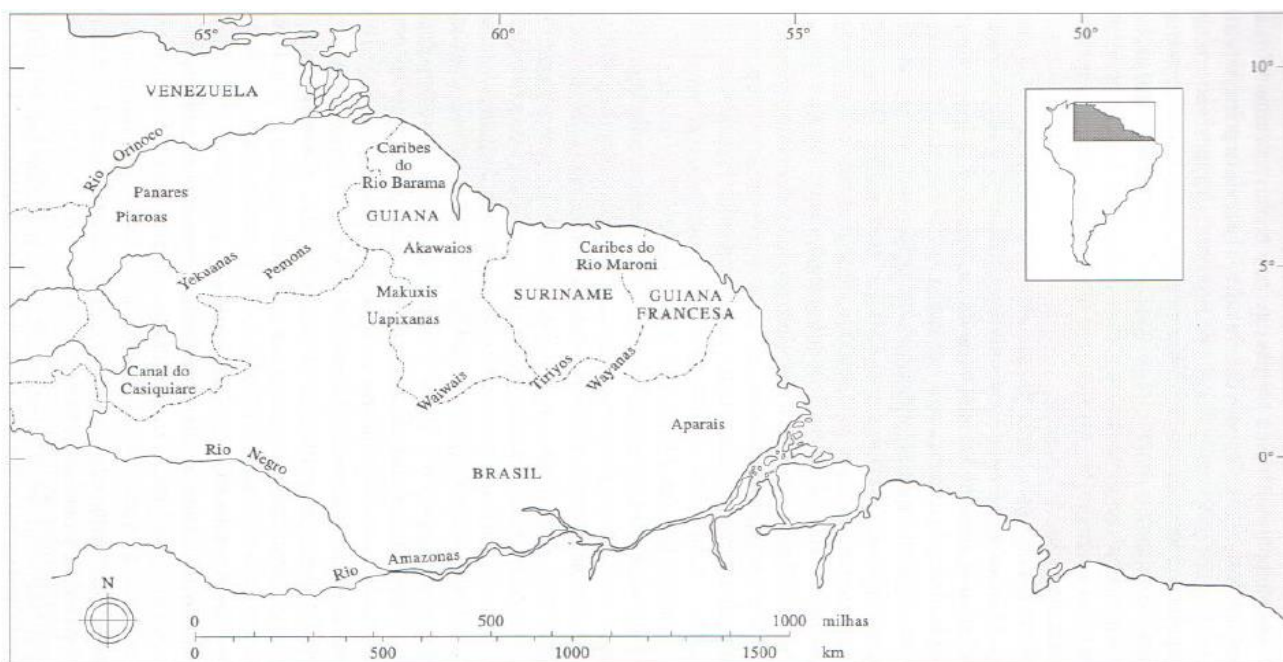 65°
60°
55°
50°
10°
VENEZUELA
Rio Orinoco
Caribes
do
Rio Barama
Panares
Piaroas
GUIANA
Akawaios
Caribes do
Rio Maroni
Yekuanas
Pemons
5°
Makuxis
SURINAME
GUIANA
FRANCESA
Uapixanas
Canal do
Casiquiare
Waiwais
Tiriyos
Wayanas
Aparais
Rio Negro
0°
BRASIL
Rio Amazonas
N
0 500 1000 milhas
0 500 1000 1500 km